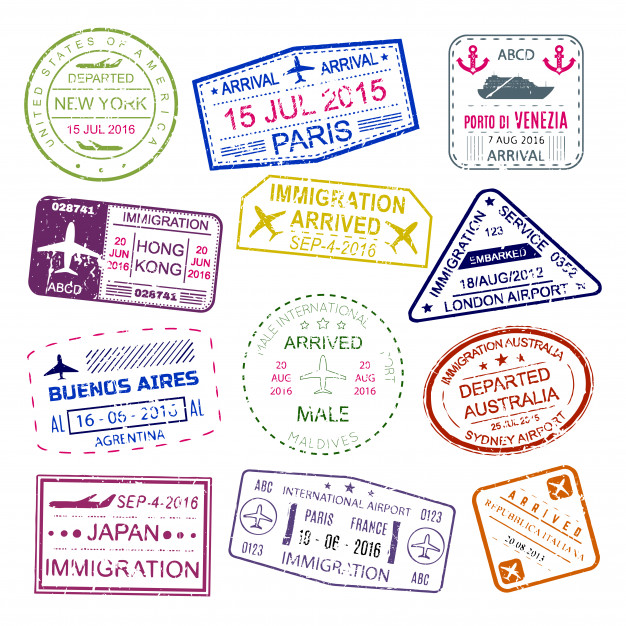 UNITED STATES OF AMERICA
DEPARTED
NEW YORK
15 JUL 2016
ARRIVAL ARRIVAL
15 JUL 2015
PARIS
ABCD
PORTO DI VENEZIA
7 AUG 2016
ARRIVAL
028741
IMMIGRATION
20 JUN 2016
HONG KONG
20 JUN 2016
ABCD
028741
IMMIGRATION
ARRIVED
SEP-4-2016
IMMIGRATION SERVICE 0352
123
EMBARKED
18/AUG/2012
LONDON AIRPORT N
BUENOS AIRES
AL 16-05-2016 AL
AGRENTINA
MALE INTERNATIONAL PORT
ARRIVED
20 AUG 2016
20 AUG 2016
MALE
MALDIVES
IMMIGRATION AUSTRALIA
DEPARTED
AUSTRALIA
25 JUL 2015
SYDNEY AIRPORT
SEP-4-2016
JAPAN
IMMIGRATION
ABC INTERNATIONAL AIRPORT
PARIS FRANCE 0123
10-06-2016
0123 IMMIGRATION ABC
ARRIVED
REPUBBLICA ITALIANA
20 08 2013